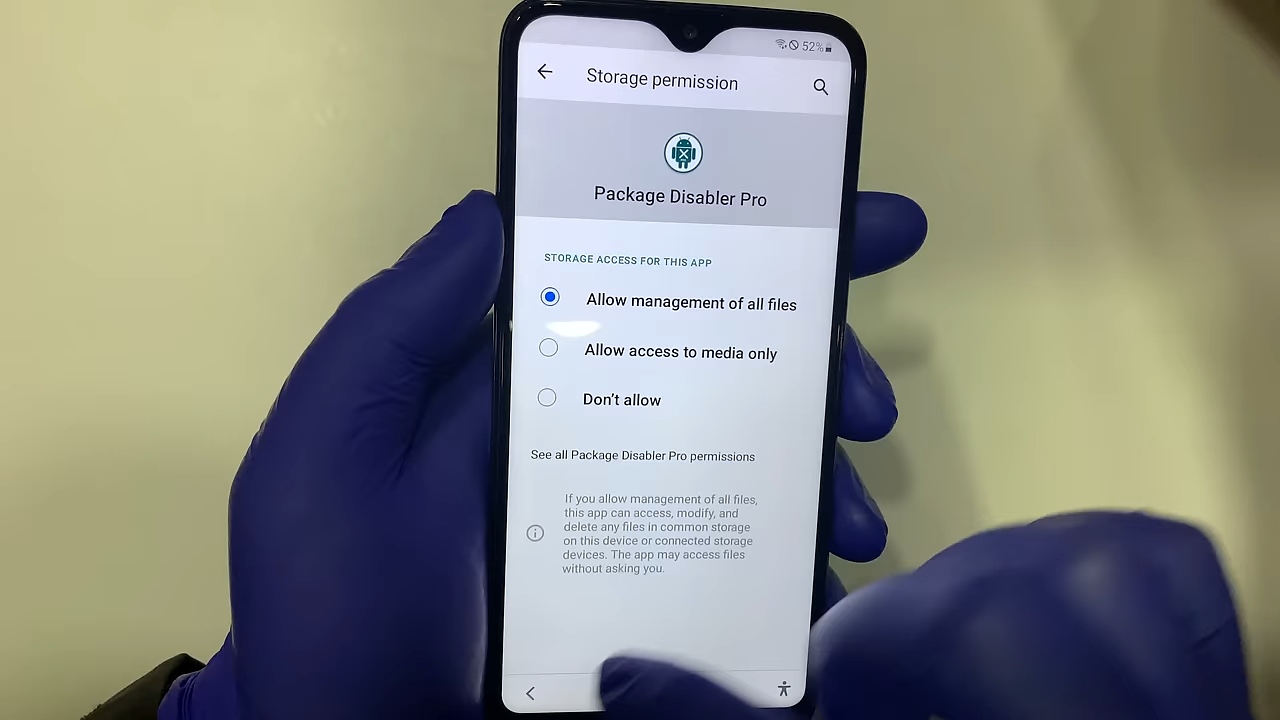 52%
Storage permission
Package Disabler Pro
STORAGE ACCESS FOR THIS APP
Allow management of all files
Allow access to media only
Don't allow
See all Package Disabler Pro permissions
If you allow management of all files,
this app can access, modify, and
delete any files in common storage
on this device or connected storage
devices. The app may access files
without asking you.